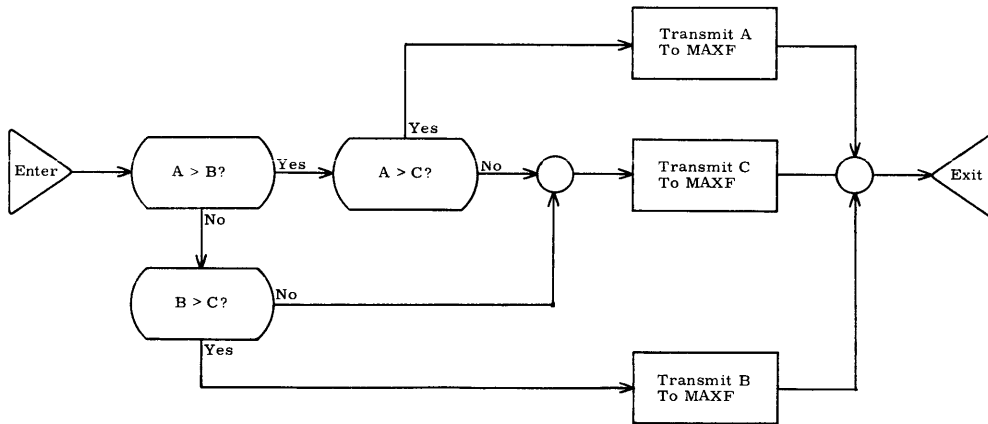 Transmit A
To MAXF
Yes
Enter
A > B?
Yes
A > C?
No
Transmit C
To MAXF
Exit
No
B > C?
No
Yes
Transmit B
To MAXF